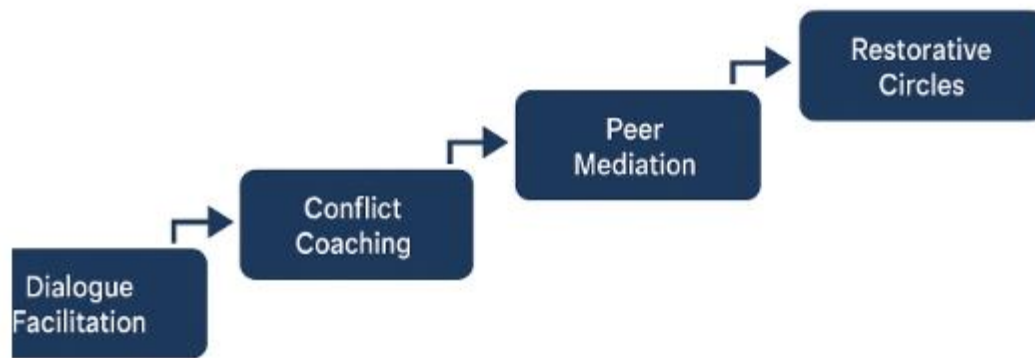 Restorative
Circles
Peer
Mediation
Conflict
Coaching
Dialogue
Facilitation